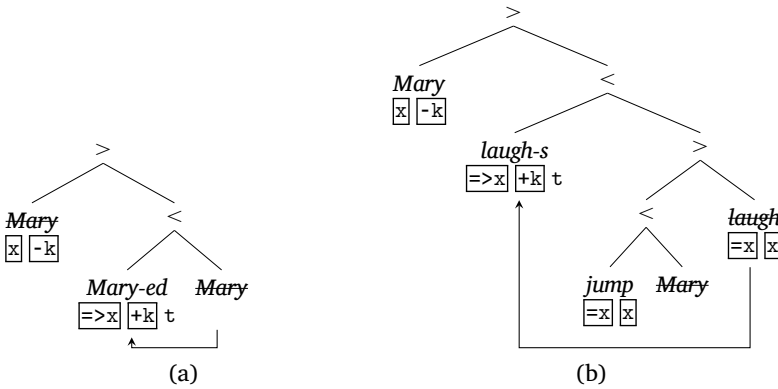 >
Mary
x -k
<
Mary-ed
=>x +k t
Mary
(a)
>
Mary
x -k
<
laugh-s
=>x +k t
>
<
laugh
=x x
jump
=x x
Mary
(b)